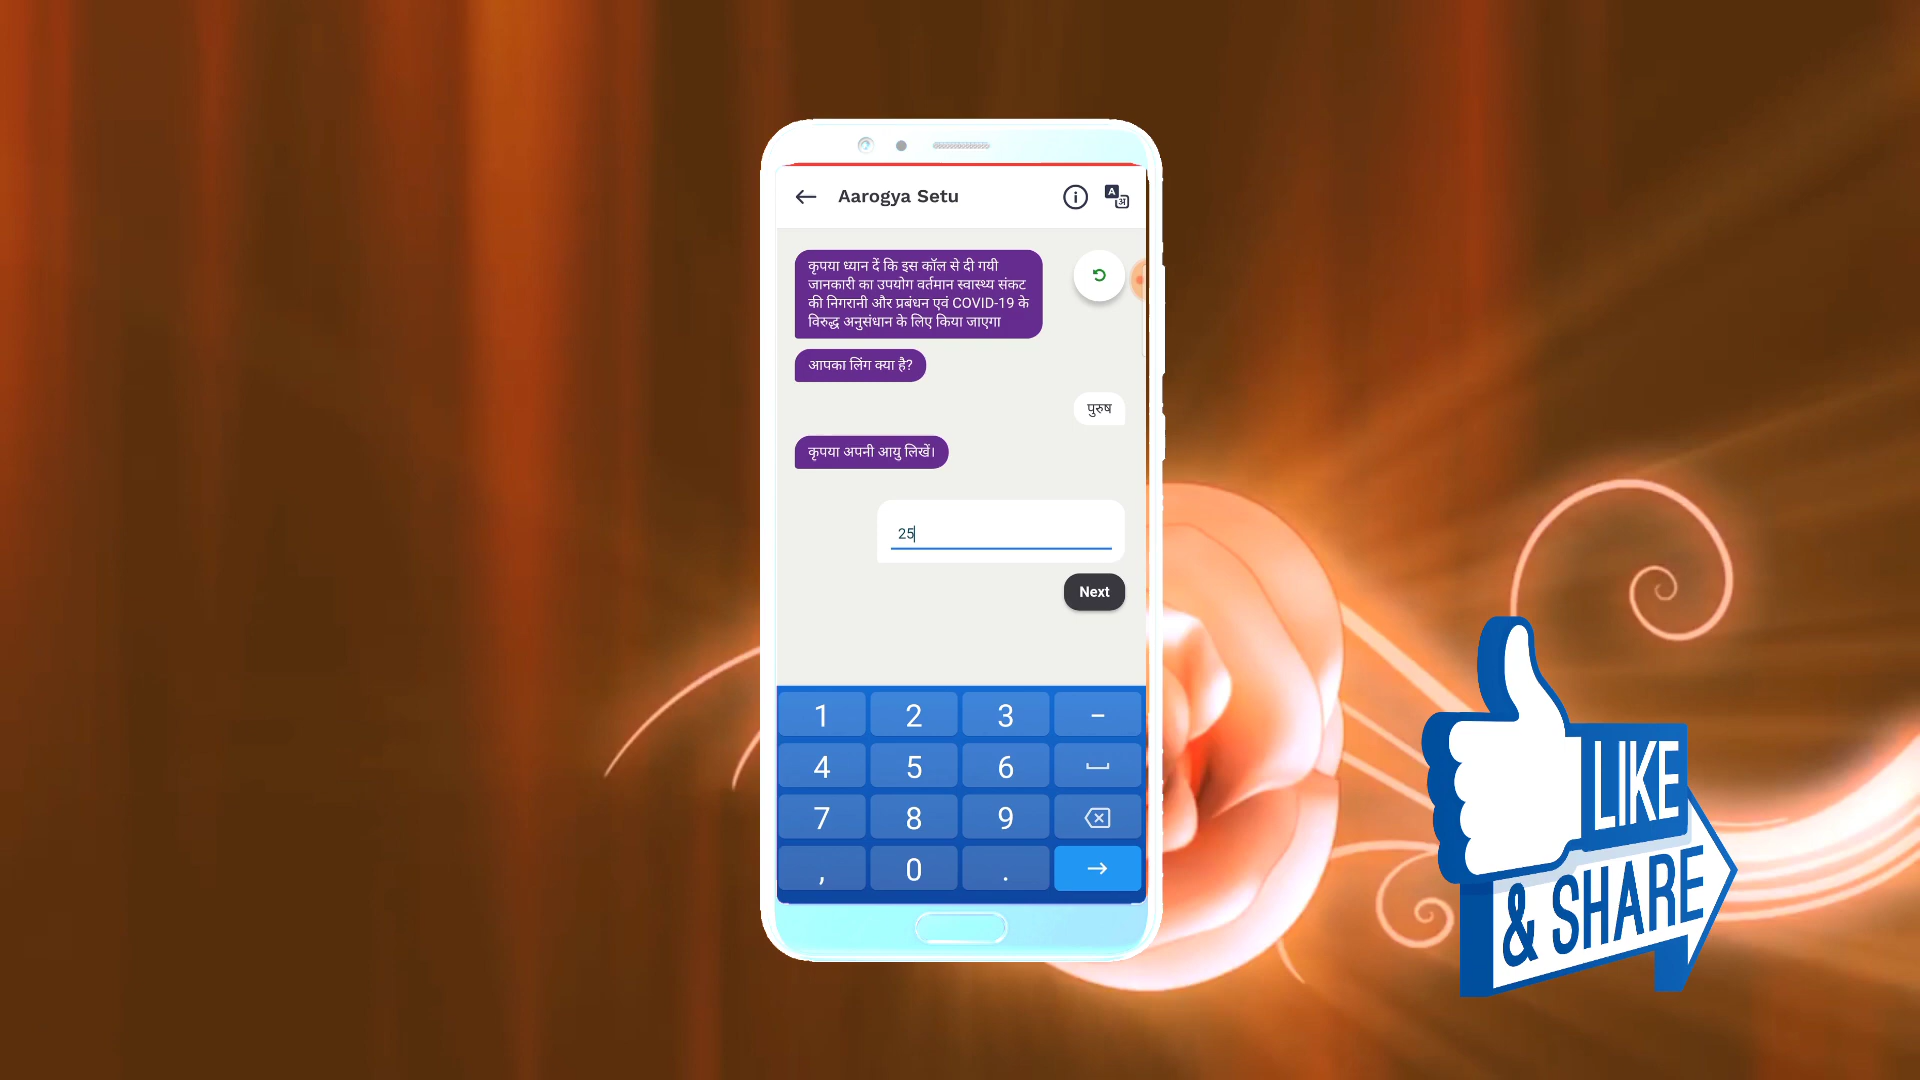 Aarogya Setu
कृपया ध्यान दें कि इस कॉल से दी गयी
जानकारी का उपयोग वर्तमान स्वास्थ्य संकट
की निगरानी और प्रबंधन एवं COVID-19 के
विरुद्ध अनुसंधान के लिए किया जाएगा
आपका लिंग क्या है?
पुरुष
कृपया अपनी आयु लिखें।
25
Next
1 2 3 -
4 5 6
7 8 9
, 0 .
LIKE
& SHARE